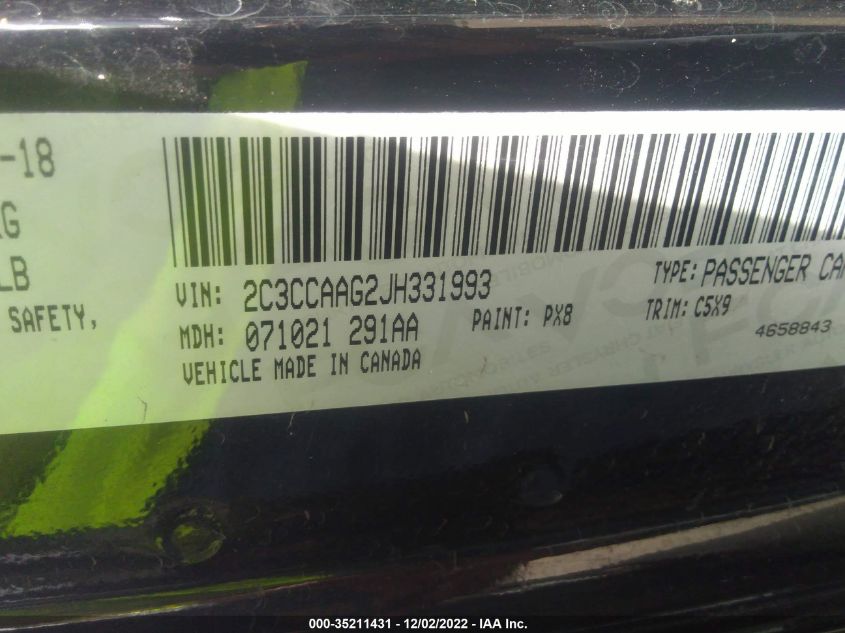 -18
LB
SAFETY,
VIN: 2C3CCAAG2JH331993
TYPE: PASSENGER CAR
MDH: 071021 291AA
PAINT: PX8
TRIM: C5X9
VEHICLE MADE IN CANADA
4658843
000-35211431 - 12/02/2022 - IAA Inc.